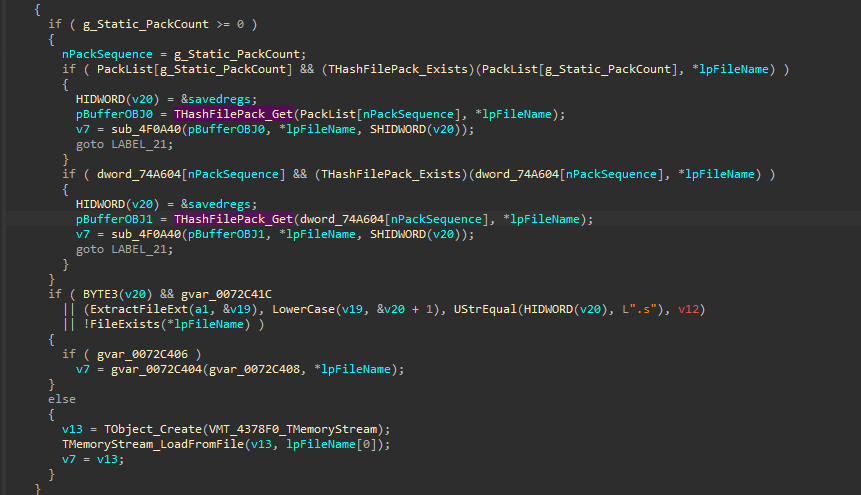 {
if ( g_Static_PackCount >= 0 )
{
nPackSequence = g_Static_PackCount;
if ( PackList[g_Static_PackCount] && (THashFilePack_Exists)(PackList[g_Static_PackCount], *lpFileName) )
{
HIDWORD(v20) = &savedregs;
pBufferOBJ0 = THashFilePack_Get(PackList[nPackSequence], *lpFileName);
v7 = sub_4F0A40(pBufferOBJ0, *lpFileName, SHIDWORD(v20));
goto LABEL_21;
}
if ( dword_74A604[nPackSequence] && (THashFilePack_Exists)(dword_74A604[nPackSequence], *lpFileName) )
{
HIDWORD(v20) = &savedregs;
pBufferOBJ1 = THashFilePack_Get(dword_74A604[nPackSequence], *lpFileName);
v7 = sub_4F0A40(pBufferOBJ1, *lpFileName, SHIDWORD(v20));
goto LABEL_21;
}
}
if ( BYTE3(v20) && gvar_0072C41C
|| (ExtractFileExt(a1, &v19), LowerCase(v19, &v20 + 1), UStrEqual(HIDWORD(v20), L".s"), v12)
|| !FileExists(*lpFileName) )
{
if ( gvar_0072C406 )
v7 = gvar_0072C404(gvar_0072C408, *lpFileName);
}
else
{
v13 = TObject_Create(VMT_4378F0_TMemoryStream);
TMemoryStream_LoadFromFile(v13, lpFileName[0]);
v7 = v13;
}
}